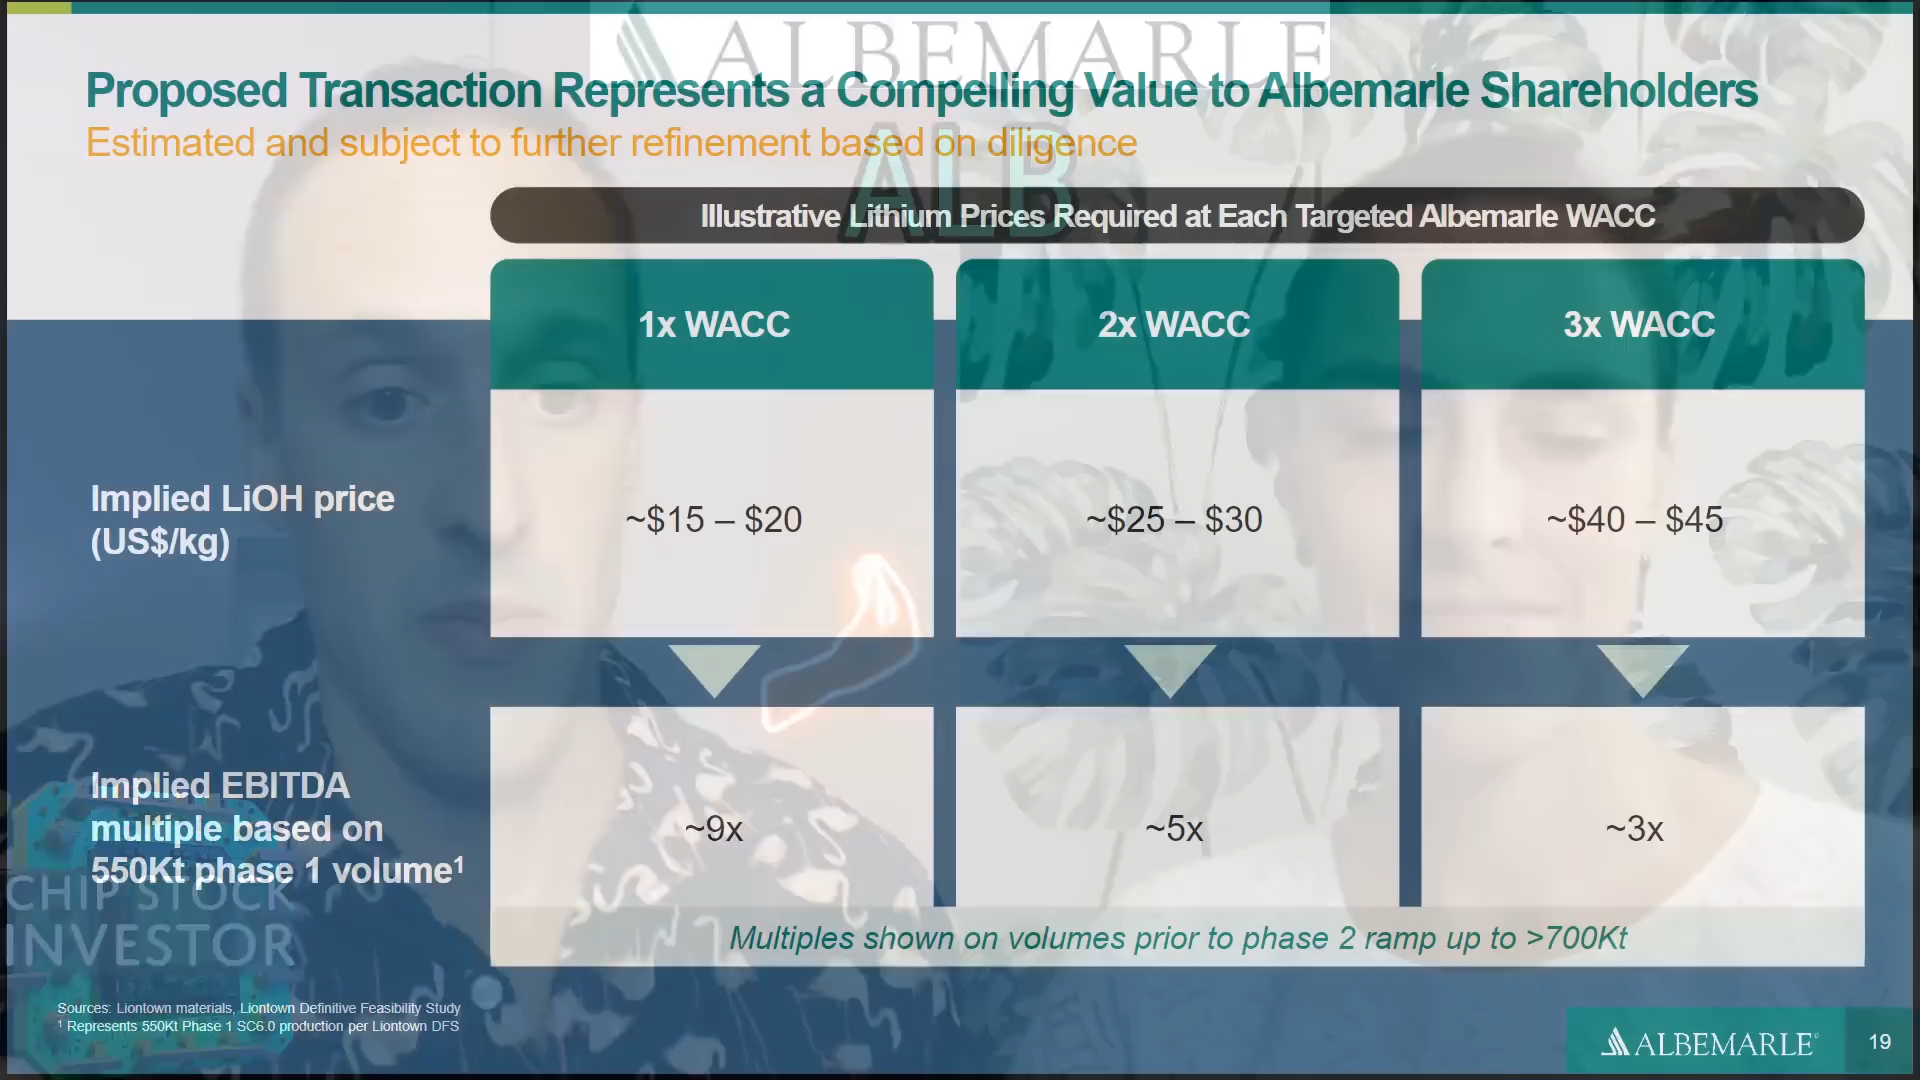 ALBEMARLE
Proposed Transaction Represents a Compelling Value to Albemarle Shareholders
Estimated and subject to further refinement based on diligence
ALB
Illustrative Lithium Prices Required at Each Targeted Albemarle WACC
1x WACC
2x WACC
3x WACC
Implied LiOH price
(US$/kg)
~$15 – $20
~$25 – $30
~$40 – $45
Implied EBITDA
multiple based on
550Kt phase 1 volume¹
~9x
~5x
~3x
CHIP STOCK
INVESTOR
Multiples shown on volumes prior to phase 2 ramp up to >700Kt
Sources: Liontown materials, Liontown Definitive Feasibility Study
¹ Represents 550Kt Phase 1 SC6.0 production per Liontown DFS
ALBEMARLE®
19